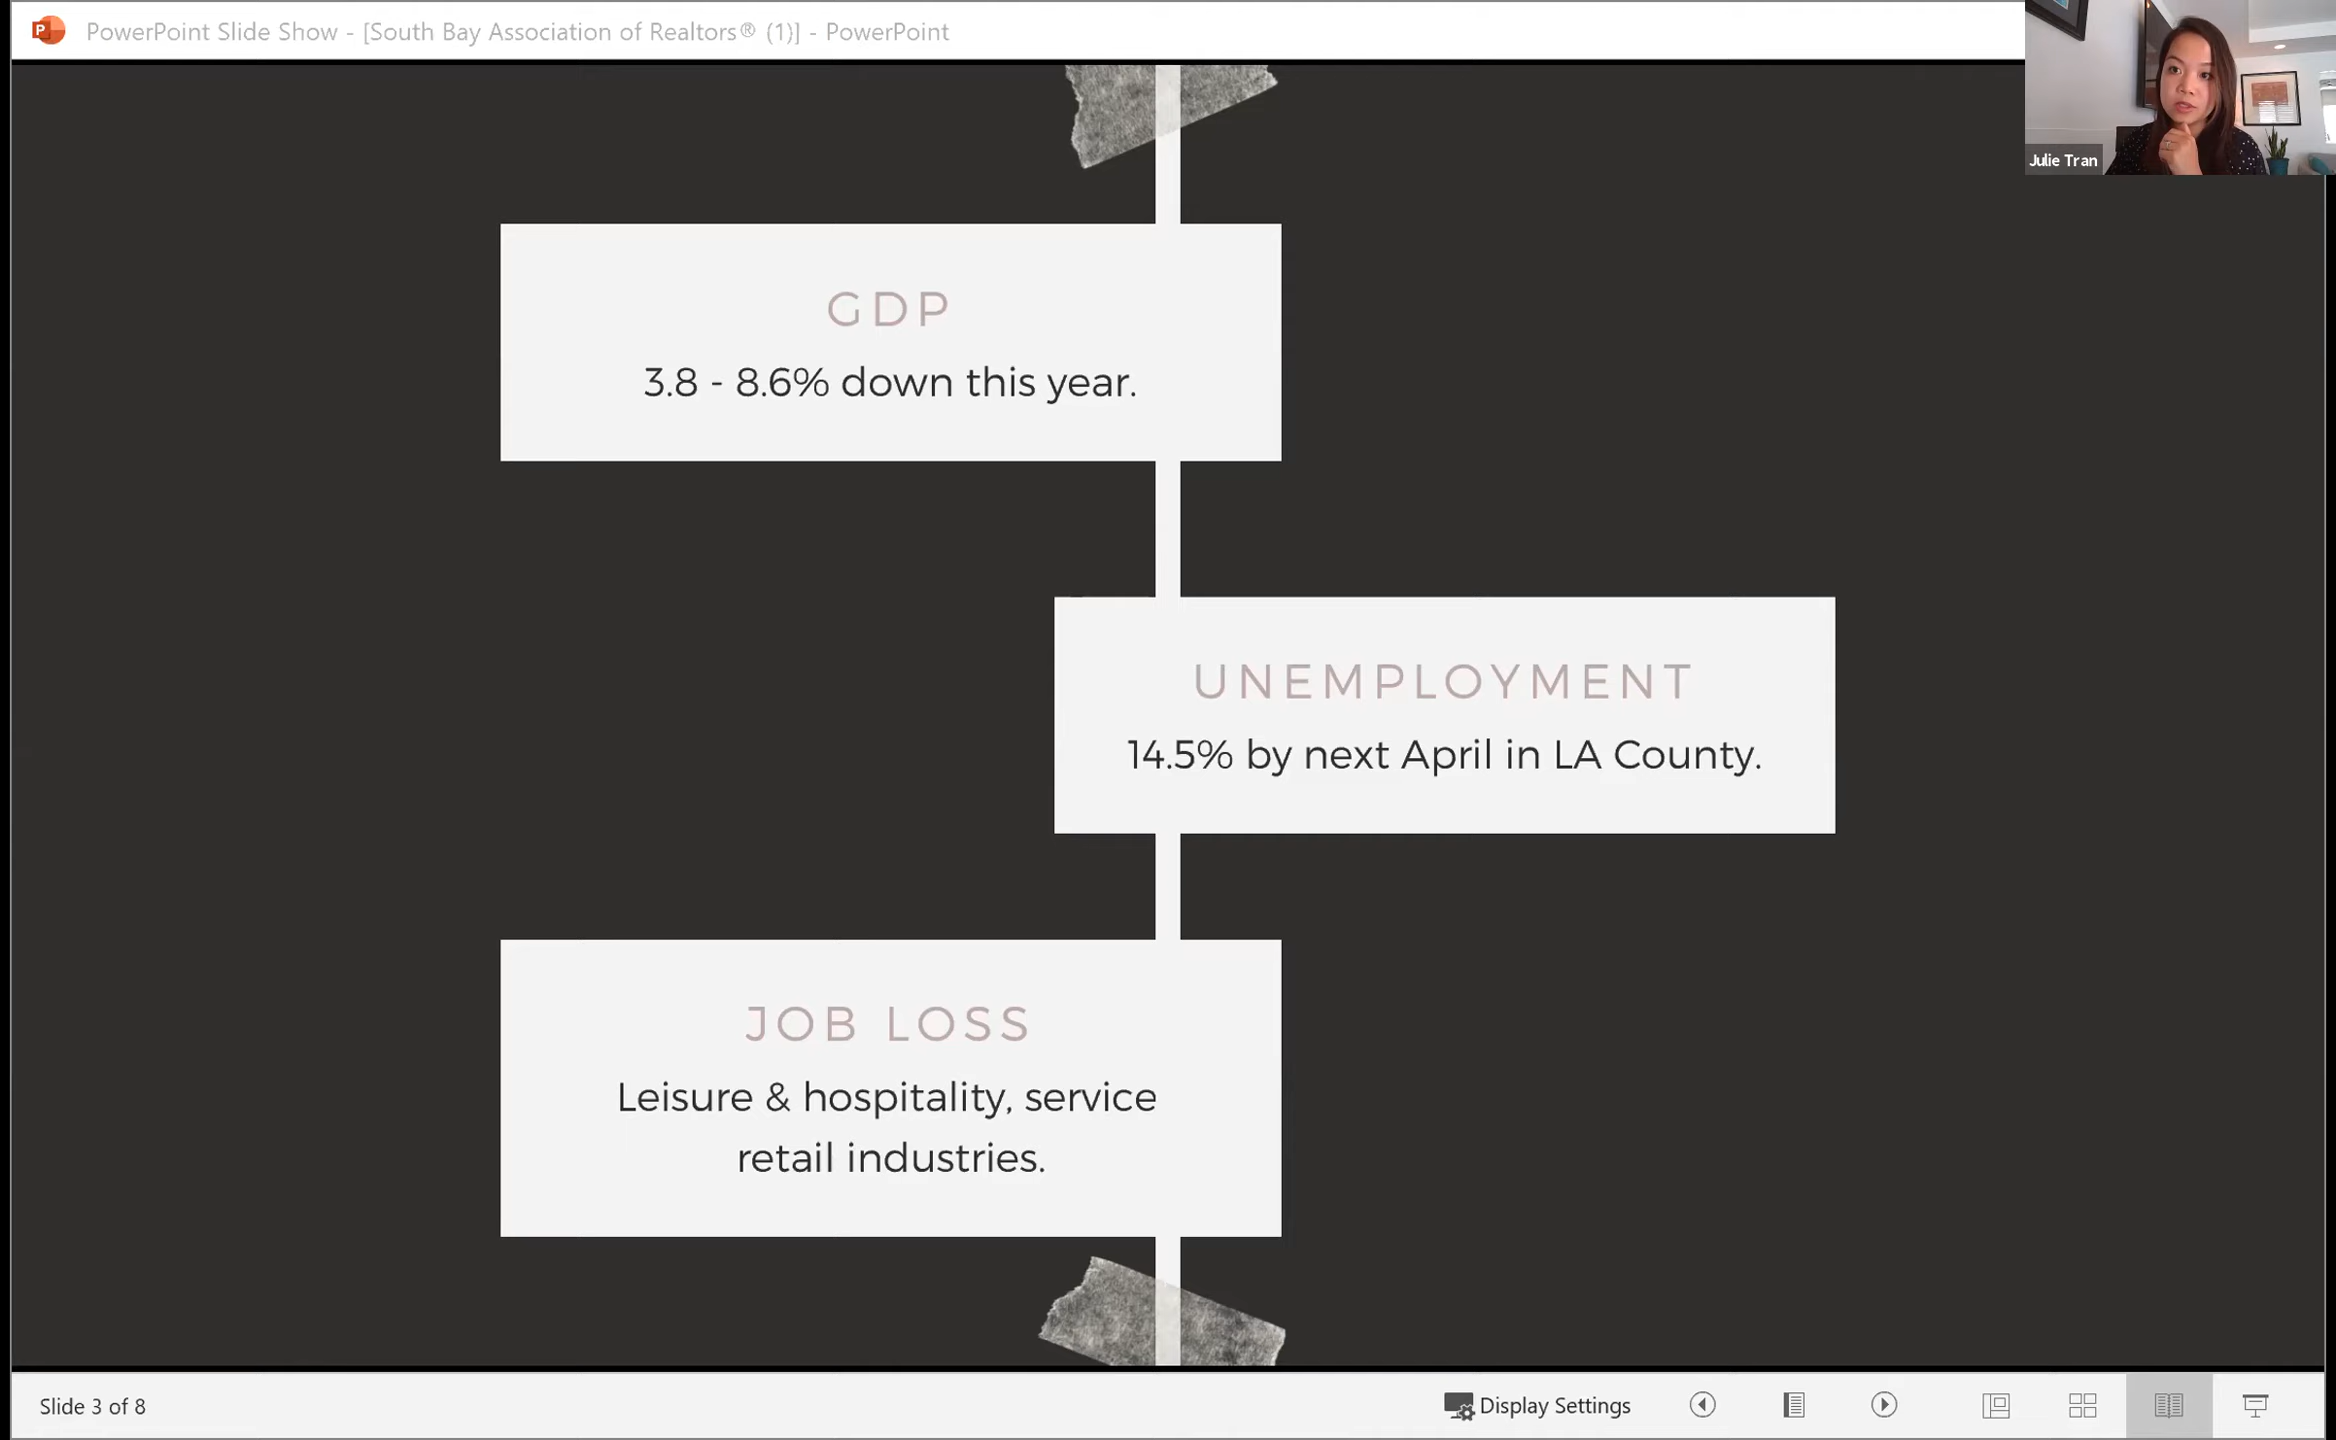 PowerPoint Slide Show - [South Bay Association of Realtors® (1)] - PowerPoint
Julie Tran
GDP
3.8 - 8.6% down this year.
UNEMPLOYMENT
14.5% by next April in LA County.
JOB LOSS
Leisure & hospitality, service
retail industries.
Slide 3 of 8
Display Settings